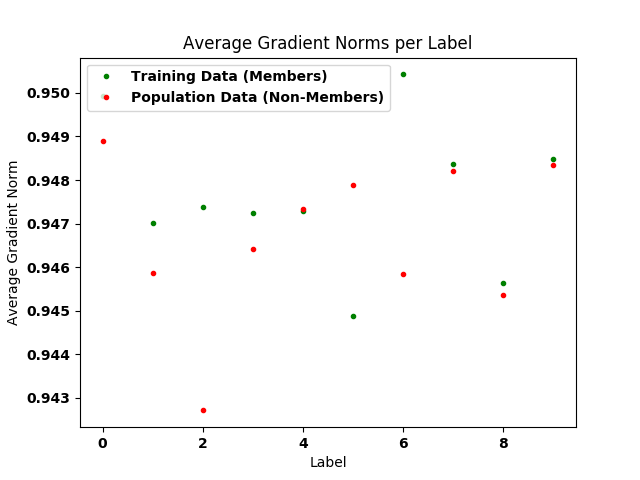 Average Gradient Norms per Label
Training Data (Members)
Population Data (Non-Members)
Average Gradient Norm
0.950
0.949
0.948
0.947
0.946
0.945
0.944
0.943
0 2 4 6 8
Label